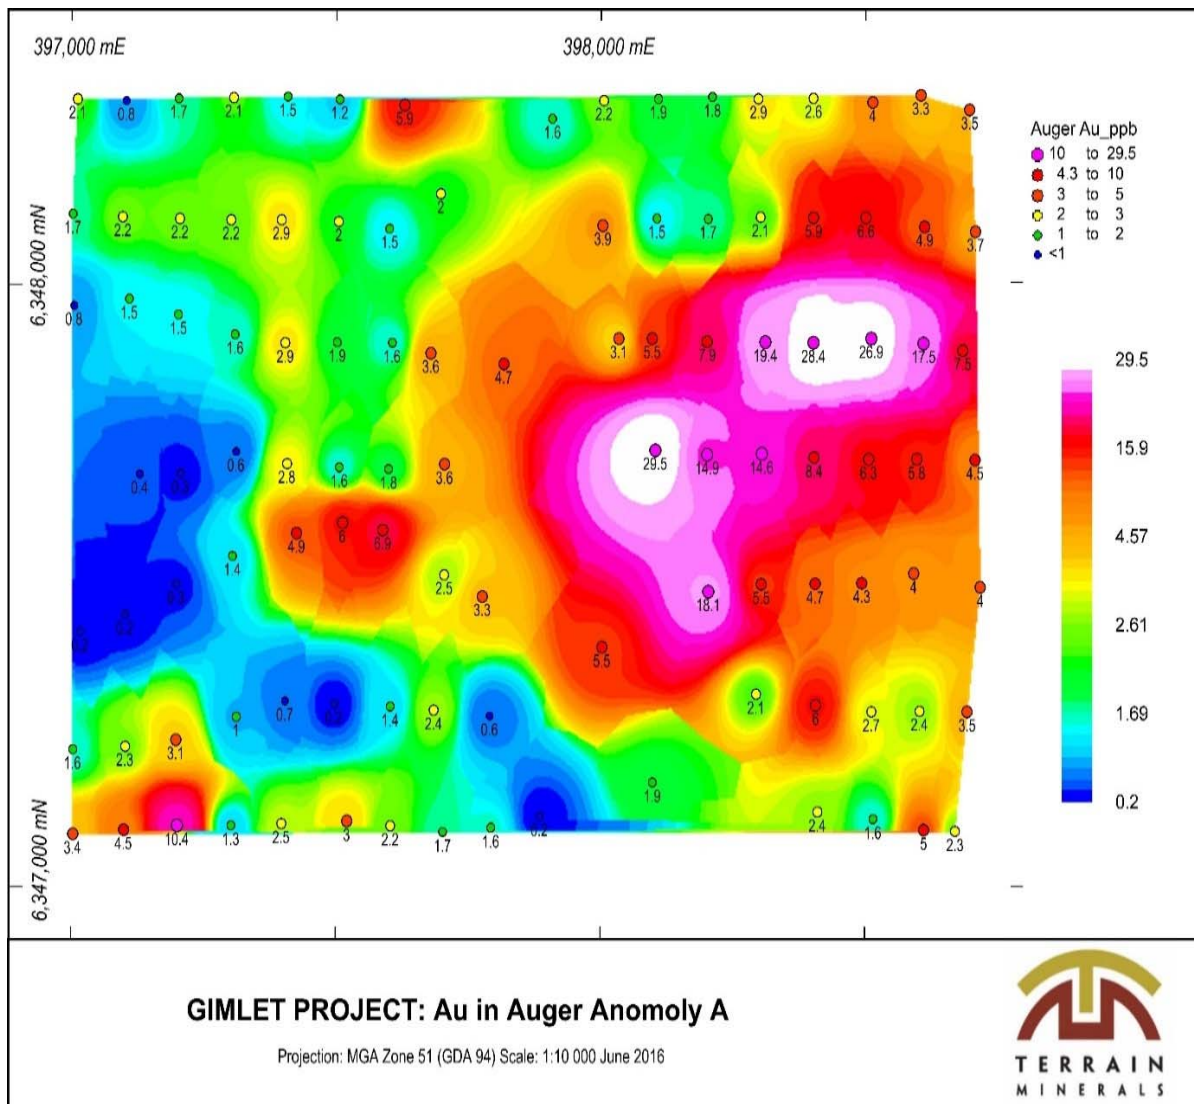 397,000 mE 398,000 mE
2.1 0.8 1.7 2.1 1.5 1.2 5.9 1.6 2.2 1.9 1.8 2.9 2.6 4 3.3 3.5
Auger Au_ppb
10 to 29.5
4.3 to 10
3 to 5
2 to 3
1 to 2
<1
6,348,000 mN
1.7 2.2 2.2 2.2 2.9 2 1.5 2 3.9 1.5 1.7 2.1 5.9 6.6 4.9 3.7
0.8 1.5 1.5 1.6 2.9 1.9 1.6 3.6 4.7 3.1 5.5 7.9 19.4 28.4 26.9 17.5 7.5
29.5
15.9
4.57
2.61
1.69
0.2
0.4 0.6 2.8 1.6 1.8 3.6 29.5 14.9 14.6 8.4 6.3 5.8 4.5
4.9 6 6.9
1.4 2.5 3.3 18.1 5.5 4.7 4.3 4 4
5.5
1 0.7 1.4 2.4 0.6 2.1 6 2.7 2.4 3.5
1.6 2.3 3.1
1.9
3.4 4.5 10.4 1.3 2.5 3 2.2 1.7 1.6 0.2 2.4 1.6 5 2.3
6,347,000 mN
GIMLET PROJECT: Au in Auger Anomoly A
Projection: MGA Zone 51 (GDA 94) Scale: 1:10 000 June 2016
TERRAIN
MINERALS